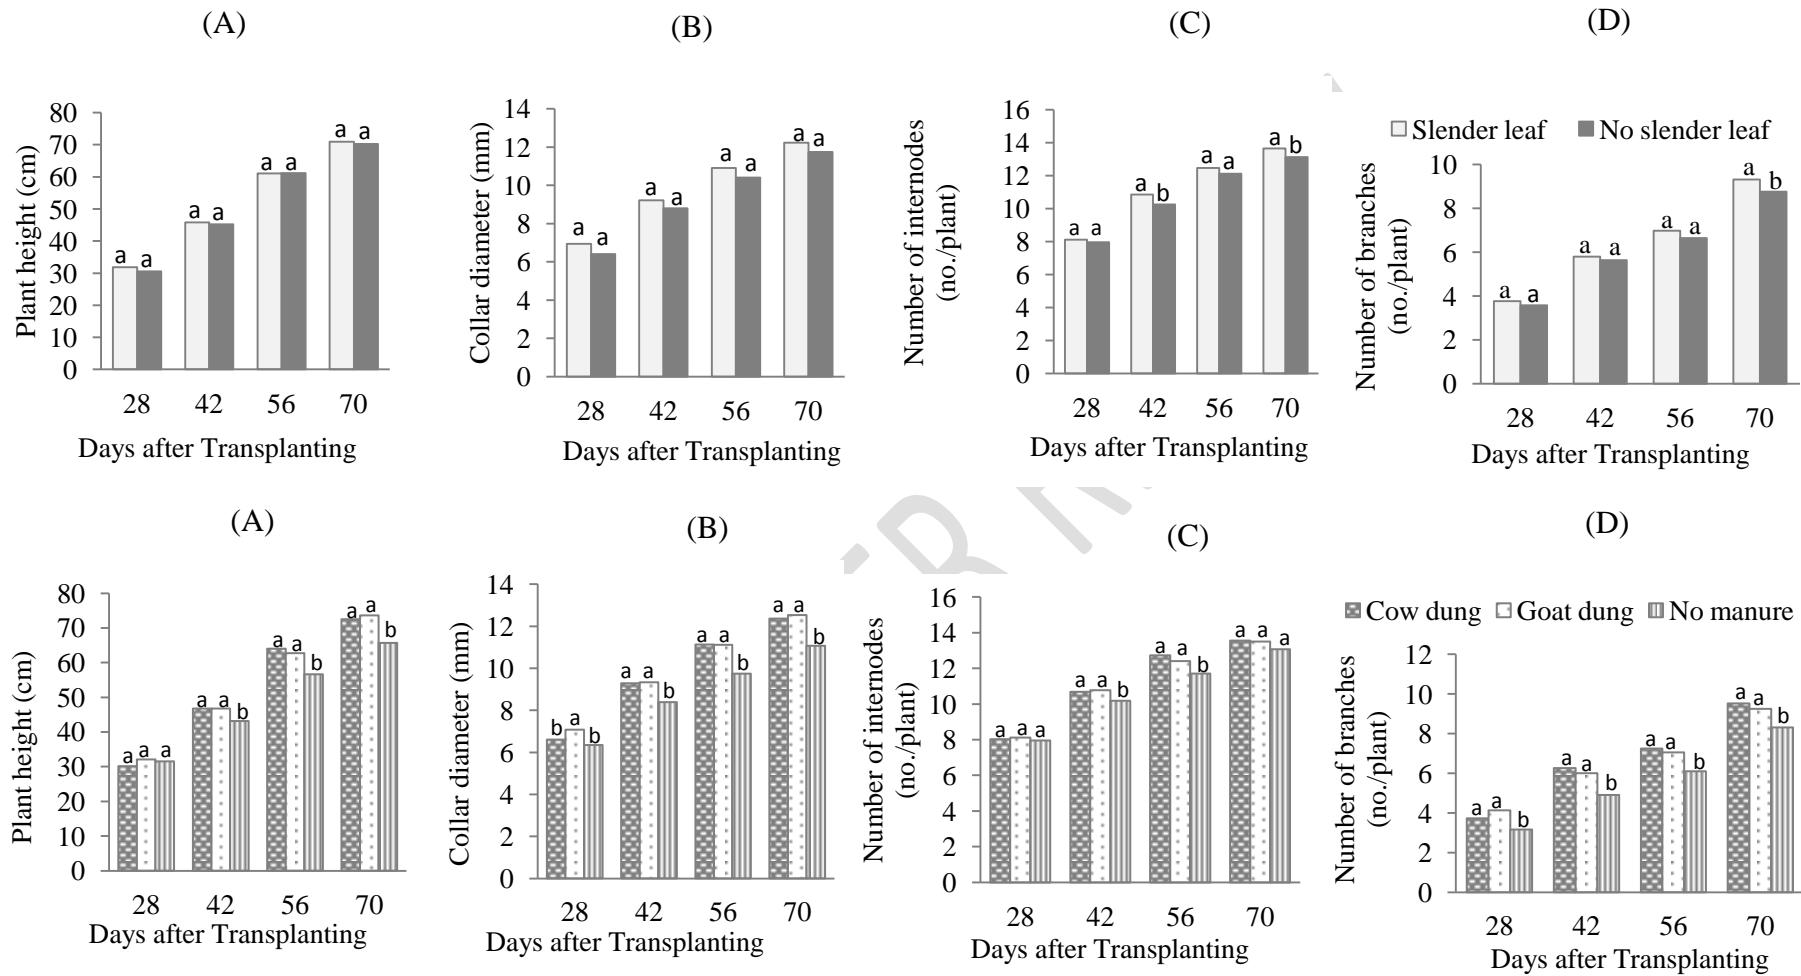 (A)
(B)
(C)
(D)
Plant height (cm)
80
70
60
50
40
30
20
10
0
a a
a a
a a
a a
28 42 56 70
Days after Transplanting
Collar diameter (mm)
14
12
10
8
6
4
2
0
a a
a a
a a
a a
28 42 56 70
Days after Transplanting
Number of internodes
(no./plant)
16
14
12
10
8
6
4
2
0
a a
a b
a a
a b
28 42 56 70
Days after Transplanting
Slender leaf No slender leaf
Number of branches
(no./plant)
10
8
6
4
2
0
a a
a a
a a
a b
28 42 56 70
Days after Transplanting
(A)
(B)
(C)
(D)
Plant height (cm)
80
70
60
50
40
30
20
10
0
a a a
a a b
a a b
a a b
28 42 56 70
Days after Transplanting
Collar diameter (mm)
14
12
10
8
6
4
2
0
b a b
a a b
a a b
a a b
28 42 56 70
Days after Transplanting
Number of internodes
(no./plant)
16
14
12
10
8
6
4
2
0
a a a
a a b
a a b
a a a
28 42 56 70
Days after Transplanting
Cow dung Goat dung No manure
Number of branches
(no./plant)
12
10
8
6
4
2
0
a a b
a a b
a a b
a a b
28 42 56 70
Days after Transplanting